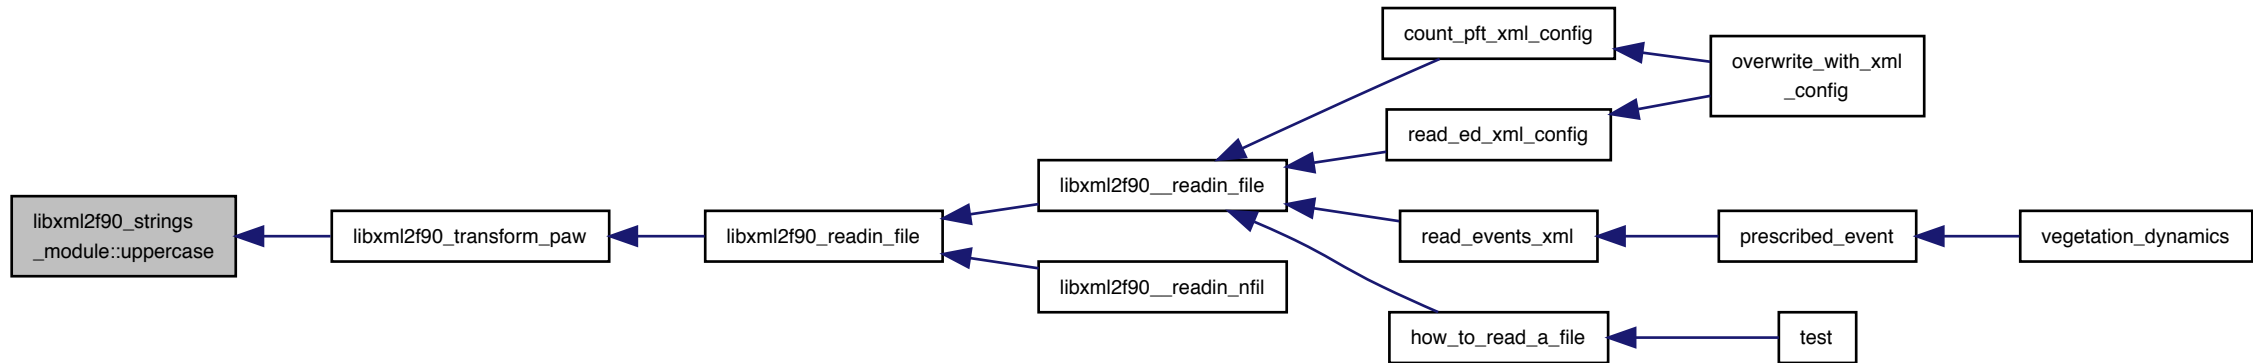 libxml2f90_strings
_module::uppercase
libxml2f90_transform_paw
libxml2f90_readin_file
libxml2f90__readin_file
libxml2f90__readin_nfil
count_pft_xml_config
read_ed_xml_config
read_events_xml
how_to_read_a_file
overwrite_with_xml
_config
prescribed_event
test
vegetation_dynamics